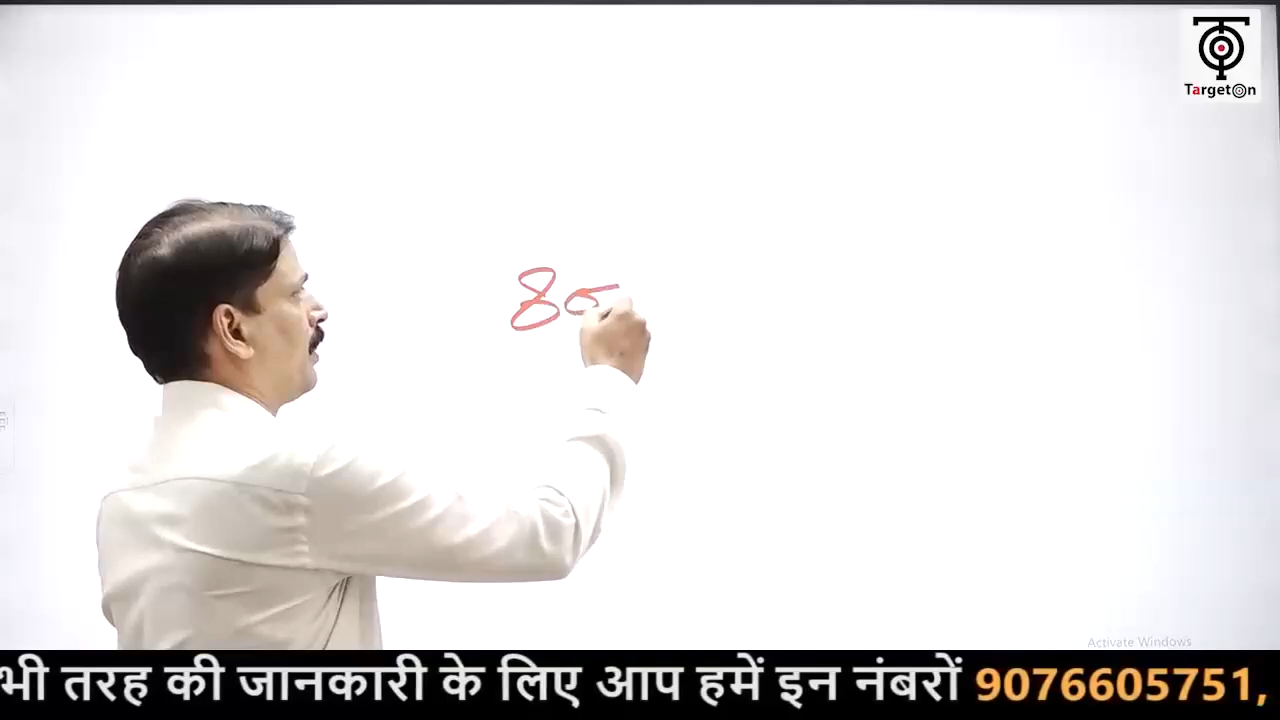 TargetOn
80
Activate Windows
भी तरह की जानकारी के लिए आप हमें इन नंबरों 9076605751,